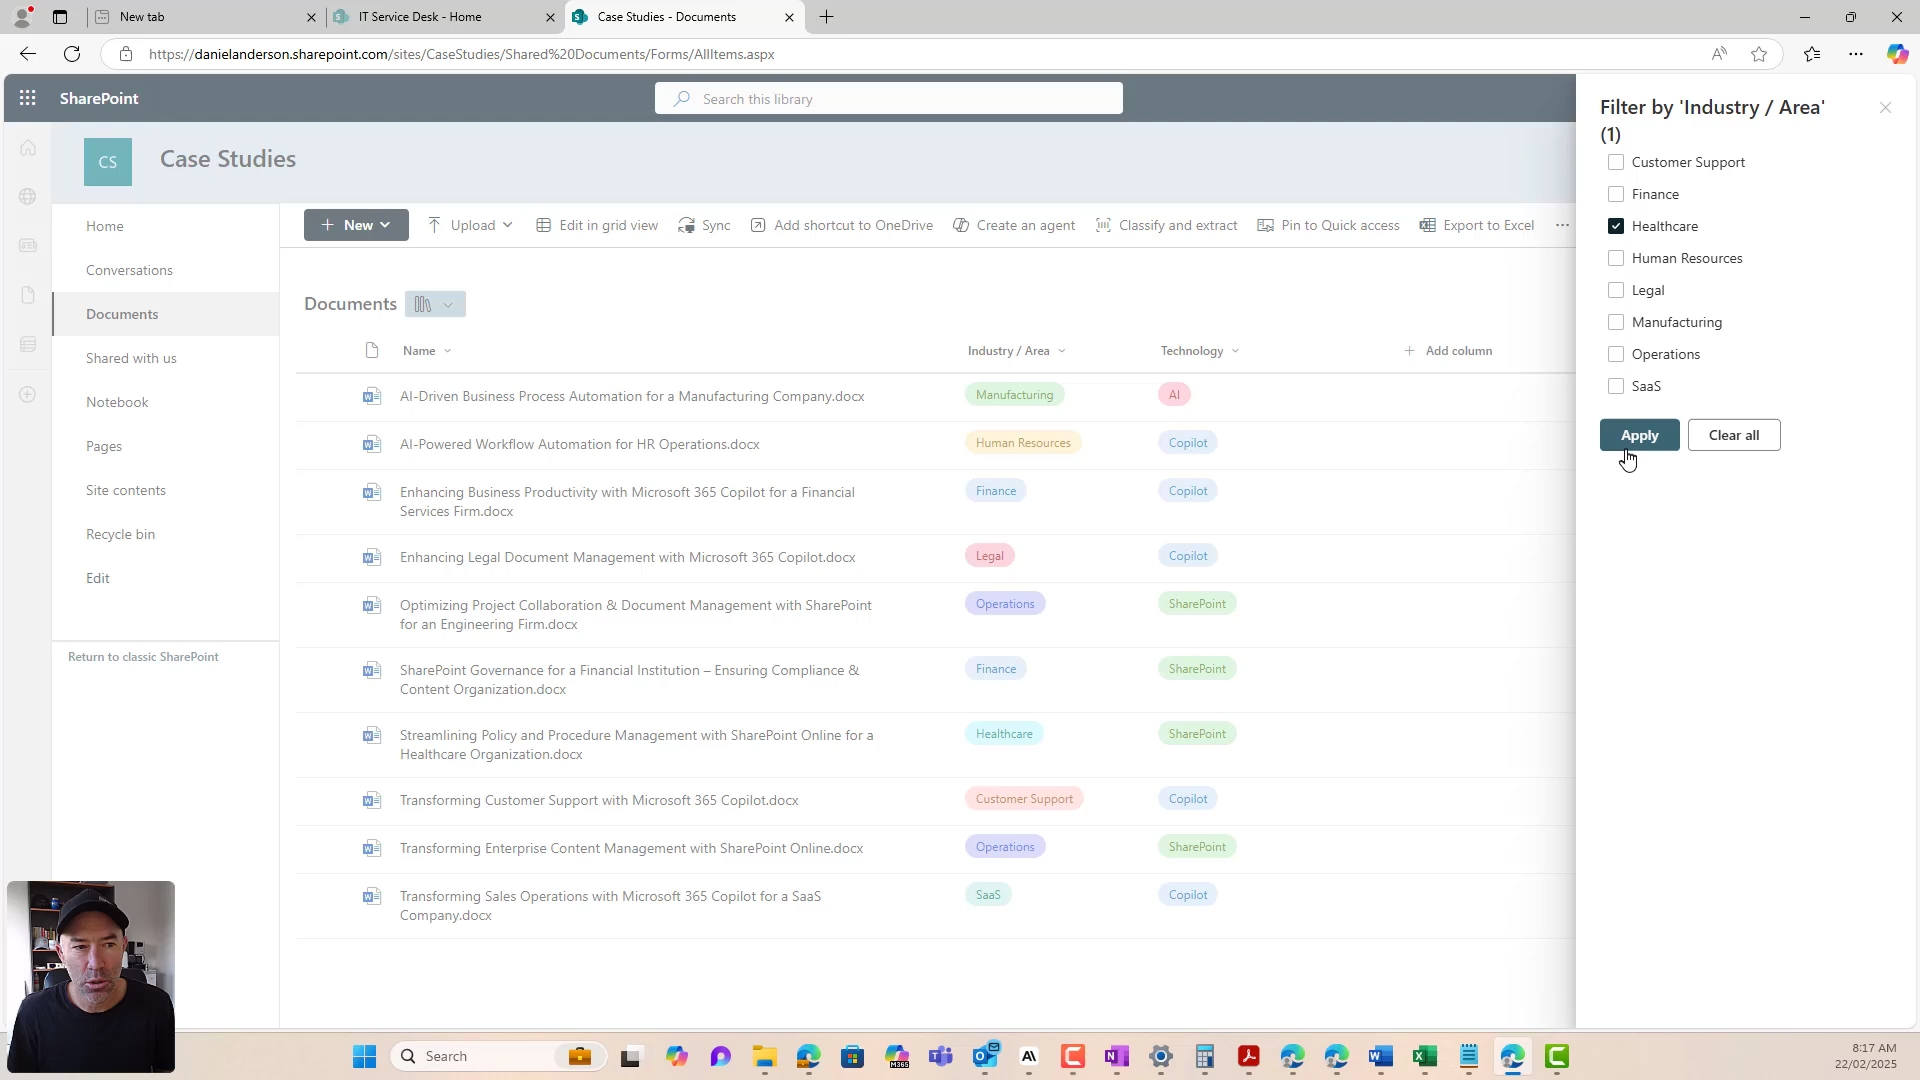 New tab
IT Service Desk - Home
Case Studies - Documents
https://danielanderson.sharepoint.com/sites/CaseStudies/Shared%20Documents/Forms/AllItems.aspx
SharePoint
Search this library
CS
Case Studies
Home
Conversations
Documents
Shared with us
Notebook
Pages
Site contents
Recycle bin
Edit
Return to classic SharePoint
New
Upload
Edit in grid view
Sync
Add shortcut to OneDrive
Create an agent
Classify and extract
Pin to Quick access
Export to Excel
Documents
Name
Industry / Area
Technology
Add column
AI-Driven Business Process Automation for a Manufacturing Company.docx
Manufacturing
AI
AI-Powered Workflow Automation for HR Operations.docx
Human Resources
Copilot
Enhancing Business Productivity with Microsoft 365 Copilot for a Financial
Services Firm.docx
Finance
Copilot
Enhancing Legal Document Management with Microsoft 365 Copilot.docx
Legal
Copilot
Optimizing Project Collaboration & Document Management with SharePoint
for an Engineering Firm.docx
Operations
SharePoint
SharePoint Governance for a Financial Institution – Ensuring Compliance &
Content Organization.docx
Finance
SharePoint
Streamlining Policy and Procedure Management with SharePoint Online for a
Healthcare Organization.docx
Healthcare
SharePoint
Transforming Customer Support with Microsoft 365 Copilot.docx
Customer Support
Copilot
Transforming Enterprise Content Management with SharePoint Online.docx
Operations
SharePoint
Transforming Sales Operations with Microsoft 365 Copilot for a SaaS
Company.docx
SaaS
Copilot
Filter by 'Industry / Area'
(1)
Customer Support
Finance
Healthcare
Human Resources
Legal
Manufacturing
Operations
SaaS
Apply
Clear all
Search
M365
8:17 AM
22/02/2025